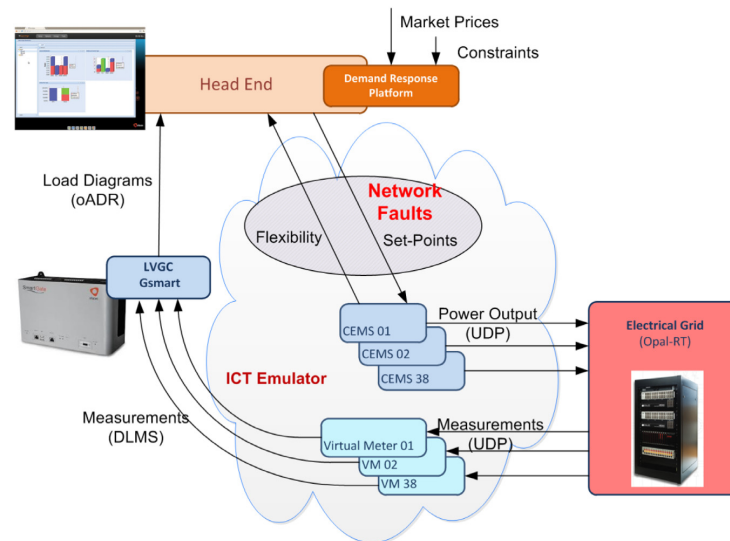 Market Prices
Constraints
Head End
Demand Response
Platform
Load Diagrams
(oADR)
Network
Faults
Flexibility
Set-Points
LVGC
Gsmart
CEMS 01
CEMS 02
CEMS 38
Power Output
(UDP)
Electrical Grid
(Opal-RT)
ICT Emulator
Measurements
(DLMS)
Measurements
(UDP)
Virtual Meter 01
VM 02
VM 38